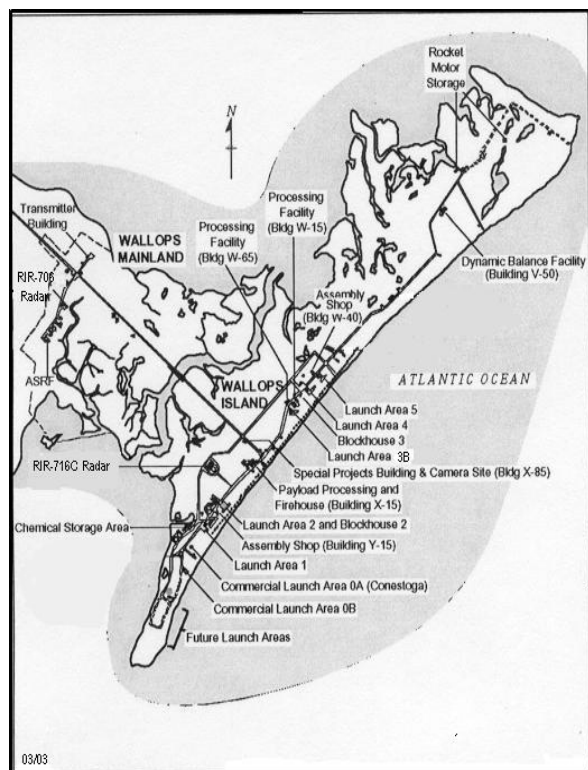 Rocket
Motor
Storage
N
Processing
Facility
(Bldg W-15)
Transmitter
Building
Processing
Facility
(Bldg W-65)
WALLOPS
MAINLAND
Dynamic Balance Facility
(Building V-50)
RIR-706
Radar
Assembly
Shop
(Bldg W-40)
ASRF
WALLOPS
ISLAND
ATLANTIC OCEAN
Launch Area 5
Launch Area 4
Blockhouse 3
Launch Area 3B
RIR-716C Radar
Special Projects Building & Camera Site (Bldg X-85)
Payload Processing and
Firehouse (Building X-15)
Chemical Storage Area
Launch Area 2 and Blockhouse 2
Assembly Shop (Building Y-15)
Launch Area 1
Commercial Launch Area 0A (Conestoga)
Commercial Launch Area 0B
Future Launch Areas
03/03